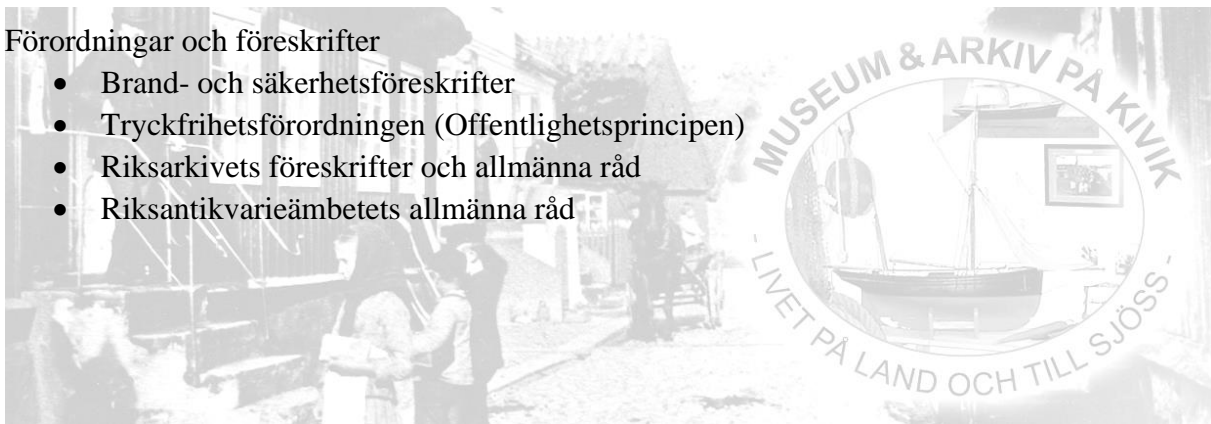 Förordningar och föreskrifter
• Brand- och säkerhetsföreskrifter
• Tryckfrihetsförordningen (Offentlighetsprincipen)
• Riksarkivets föreskrifter och allmänna råd
• Riksantikvarieämbetets allmänna råd
MUSEUM & ARKIV PÅ KIVIK
- LIVET PÅ LAND OCH TILL SJÖSS -